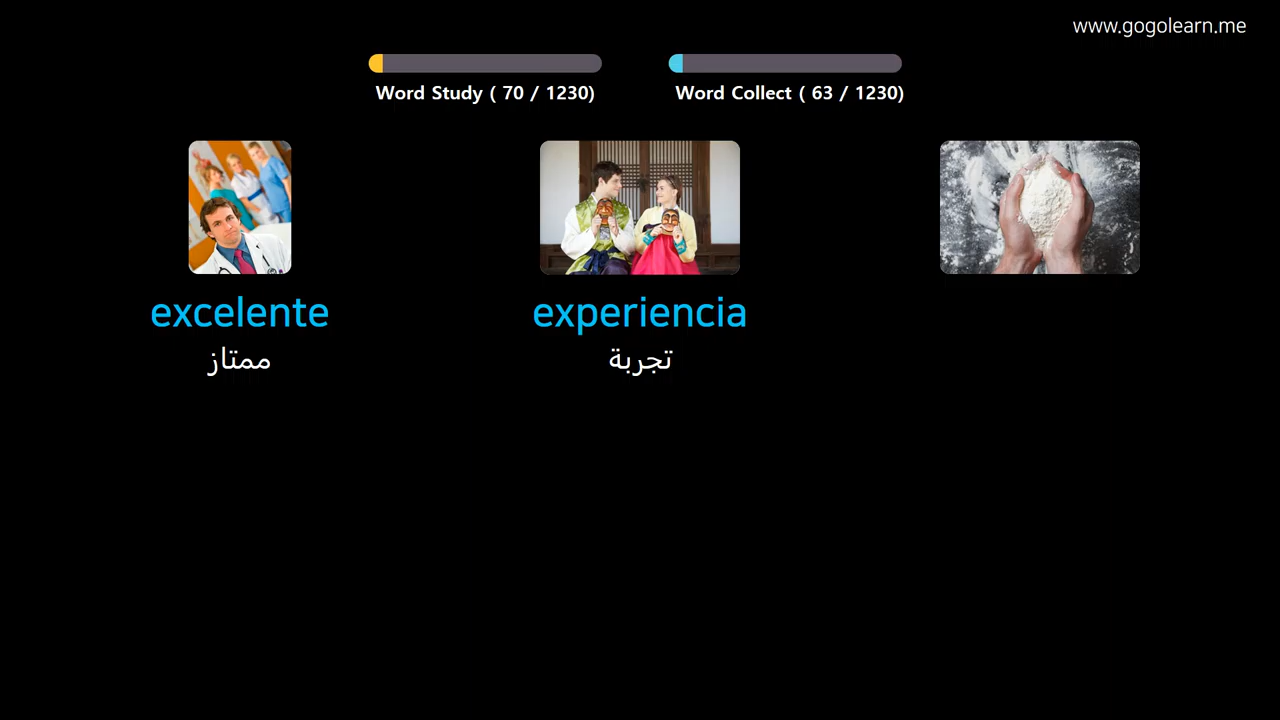 www.gogolearn.me
Word Study ( 70 / 1230)
Word Collect ( 63 / 1230)
excelente
ممتاز
experiencia
تجربة